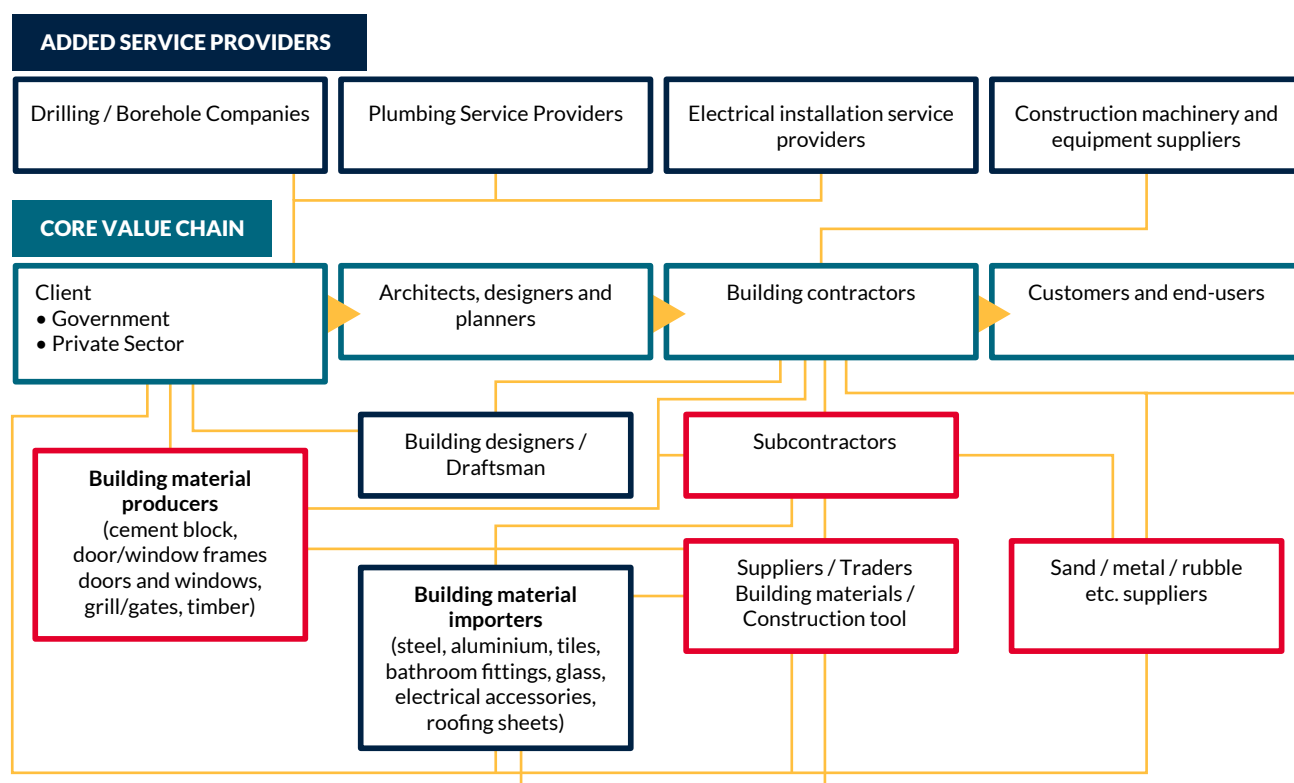 ADDED SERVICE PROVIDERS
Drilling / Borehole Companies
Plumbing Service Providers
Electrical installation service
providers
Construction machinery and
equipment suppliers
CORE VALUE CHAIN
Client
• Government
• Private Sector
Architects, designers and
planners
Building contractors
Customers and end-users
Building designers /
Draftsman
Subcontractors
Building material
producers
(cement block,
door/window frames
doors and windows,
grill/gates, timber)
Building material
importers
(steel, aluminium, tiles,
bathroom fittings, glass,
electrical accessories,
roofing sheets)
Suppliers / Traders
Building materials /
Construction tool
Sand / metal / rubble
etc. suppliers